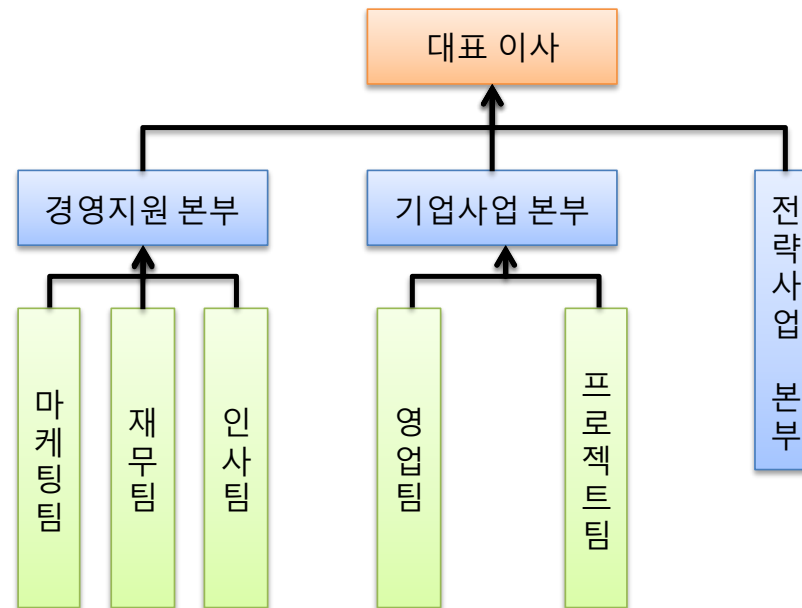 대표 이사
경영지원 본부
기업사업 본부
전략사업 본부
마케팅팀
재무팀
인사팀
영업팀
프로젝트팀